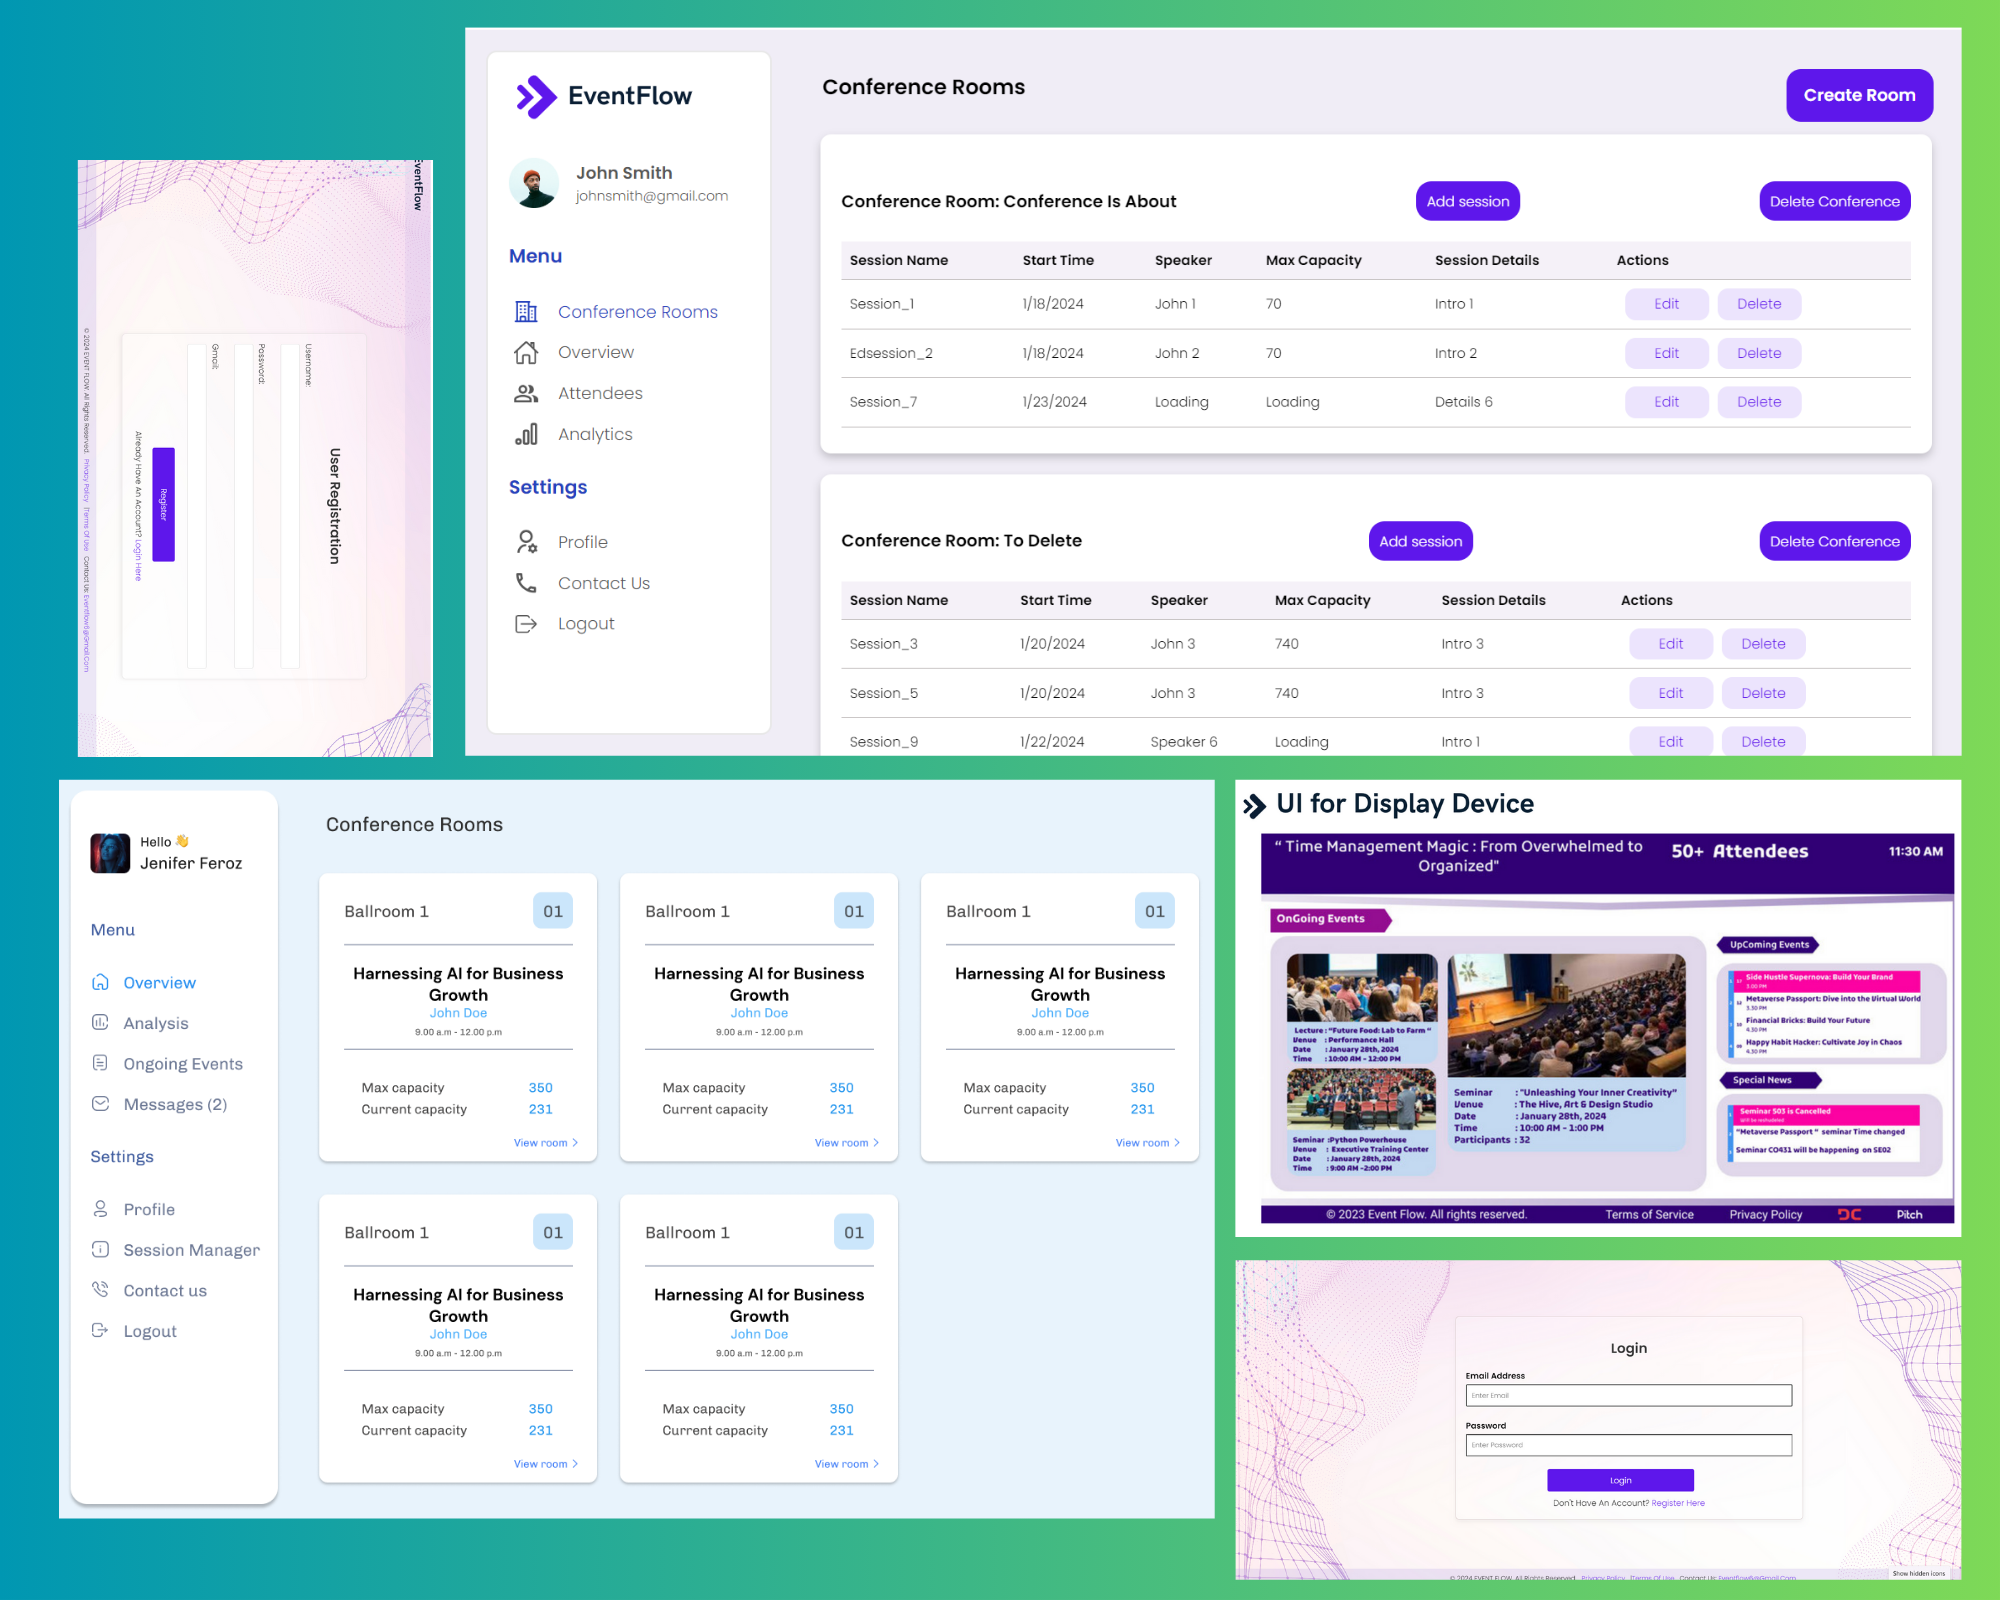 EventFlow
User Registration
Username:
Password:
Gmail:
Register
Already Have An Account? Login Here
© 2024 EVENT FLOW. All Rights Reserved. Privacy Policy Terms Of Use Contact Us: Eventflow6@Gmail.Com
EventFlow
John Smith
johnsmith@gmail.com
Menu
Conference Rooms
Overview
Attendees
Analytics
Settings
Profile
Contact Us
Logout
Conference Rooms
Create Room
Conference Room: Conference Is About
Add session
Delete Conference
Session Name Start Time Speaker Max Capacity Session Details Actions
Session_1 1/18/2024 John 1 70 Intro 1 Edit Delete
Edsession_2 1/18/2024 John 2 70 Intro 2 Edit Delete
Session_7 1/23/2024 Loading Loading Details 6 Edit Delete
Conference Room: To Delete
Add session
Delete Conference
Session Name Start Time Speaker Max Capacity Session Details Actions
Session_3 1/20/2024 John 3 740 Intro 3 Edit Delete
Session_5 1/20/2024 John 3 740 Intro 3 Edit Delete
Session_9 1/22/2024 Speaker 6 Loading Intro 1 Edit Delete
Hello 👋
Jenifer Feroz
Menu
Overview
Analysis
Ongoing Events
Messages (2)
Settings
Profile
Session Manager
Contact us
Logout
Conference Rooms
Ballroom 1 01
Harnessing AI for Business
Growth
John Doe
9.00 a.m - 12.00 p.m
Max capacity 350
Current capacity 231
View room >
Ballroom 1 01
Harnessing AI for Business
Growth
John Doe
9.00 a.m - 12.00 p.m
Max capacity 350
Current capacity 231
View room >
Ballroom 1 01
Harnessing AI for Business
Growth
John Doe
9.00 a.m - 12.00 p.m
Max capacity 350
Current capacity 231
View room >
Ballroom 1 01
Harnessing AI for Business
Growth
John Doe
9.00 a.m - 12.00 p.m
Max capacity 350
Current capacity 231
View room >
Ballroom 1 01
Harnessing AI for Business
Growth
John Doe
9.00 a.m - 12.00 p.m
Max capacity 350
Current capacity 231
View room >
UI for Display Device
“ Time Management Magic : From Overwhelmed to
Organized"
50+ Attendees
11:30 AM
OnGoing Events
Lecture : "Future Food: Lab to Farm "
Venue : Performance Hall
Date : January 28th, 2024
Time : 10:00 AM - 12:00 PM
Seminar :Python Powerhouse
Venue : Executive Training Center
Date : January 28th, 2024
Time : 9:00 AM -2:00 PM
Seminar : "Unleashing Your Inner Creativity"
Venue : The Hive, Art & Design Studio
Date : January 28th, 2024
Time : 10:00 AM - 1:00 PM
Participants : 32
UpComing Events
Side Hustle Supernova: Build Your Brand
3.00 PM
Metaverse Passport: Dive into the Virtual World
3.30 PM
Financial Bricks: Build Your Future
4.30 PM
Happy Habit Hacker: Cultivate Joy in Chaos
4.30 PM
Special News
Seminar 503 is Cancelled
"Metaverse Passport " seminar Time changed
Seminar CO431 will be happening on SE02
© 2023 Event Flow. All rights reserved. Terms of Service Privacy Policy DC Pitch
Login
Email Address
Enter Email
Password
Enter Password
Login
Don't Have An Account? Register Here
© 2024 EVENT FLOW. All Rights Reserved. Privacy Policy Terms Of Use Contact Us: Eventflow6@Gmail.Com
Show hidden icons